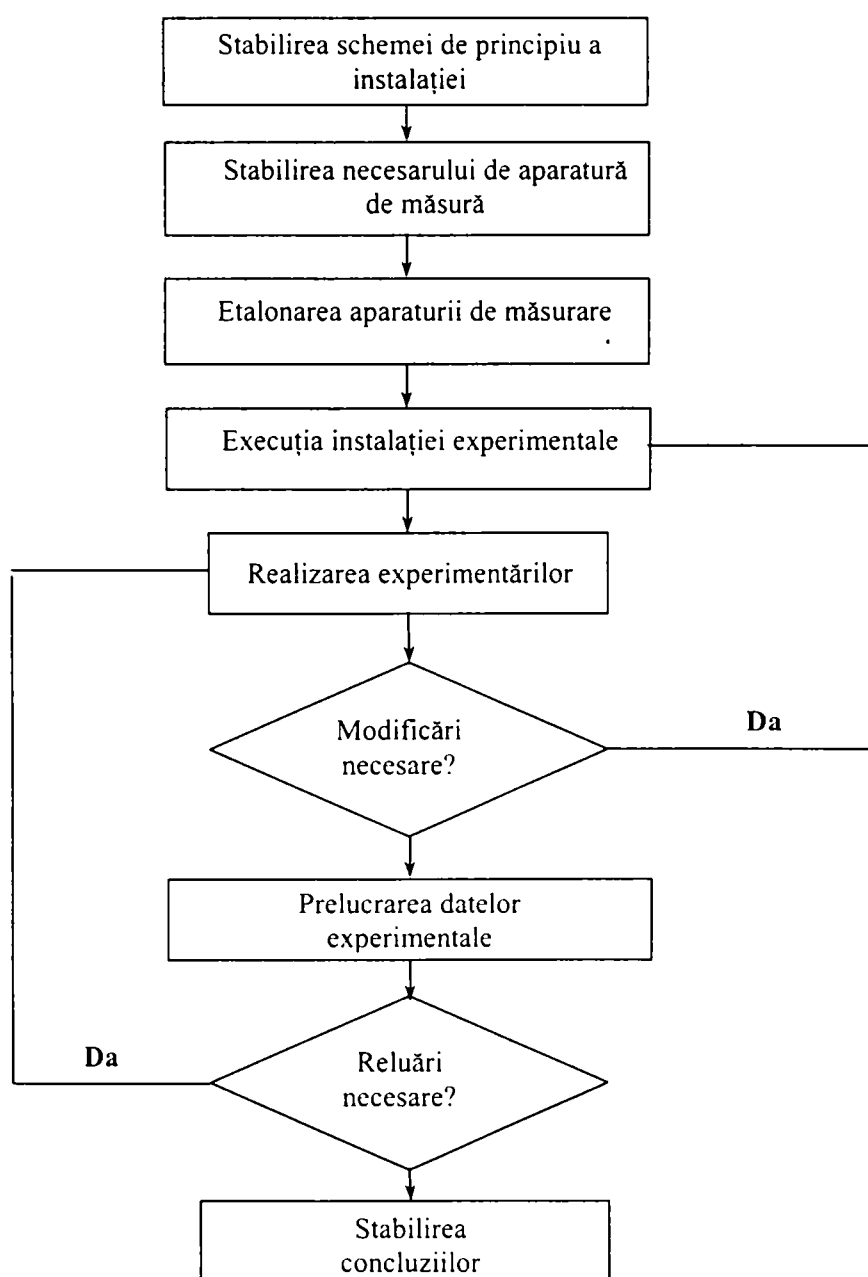 Stabilirea schemei de principiu a
instalației
Stabilirea necesarului de aparatură
de măsură
Etalonarea aparaturii de măsurare
Execuția instalației experimentale
Realizarea experimentărilor
Modificări
necesare?
Da
Prelucrarea datelor
experimentale
Da
Reluări
necesare?
Stabilirea
concluziilor